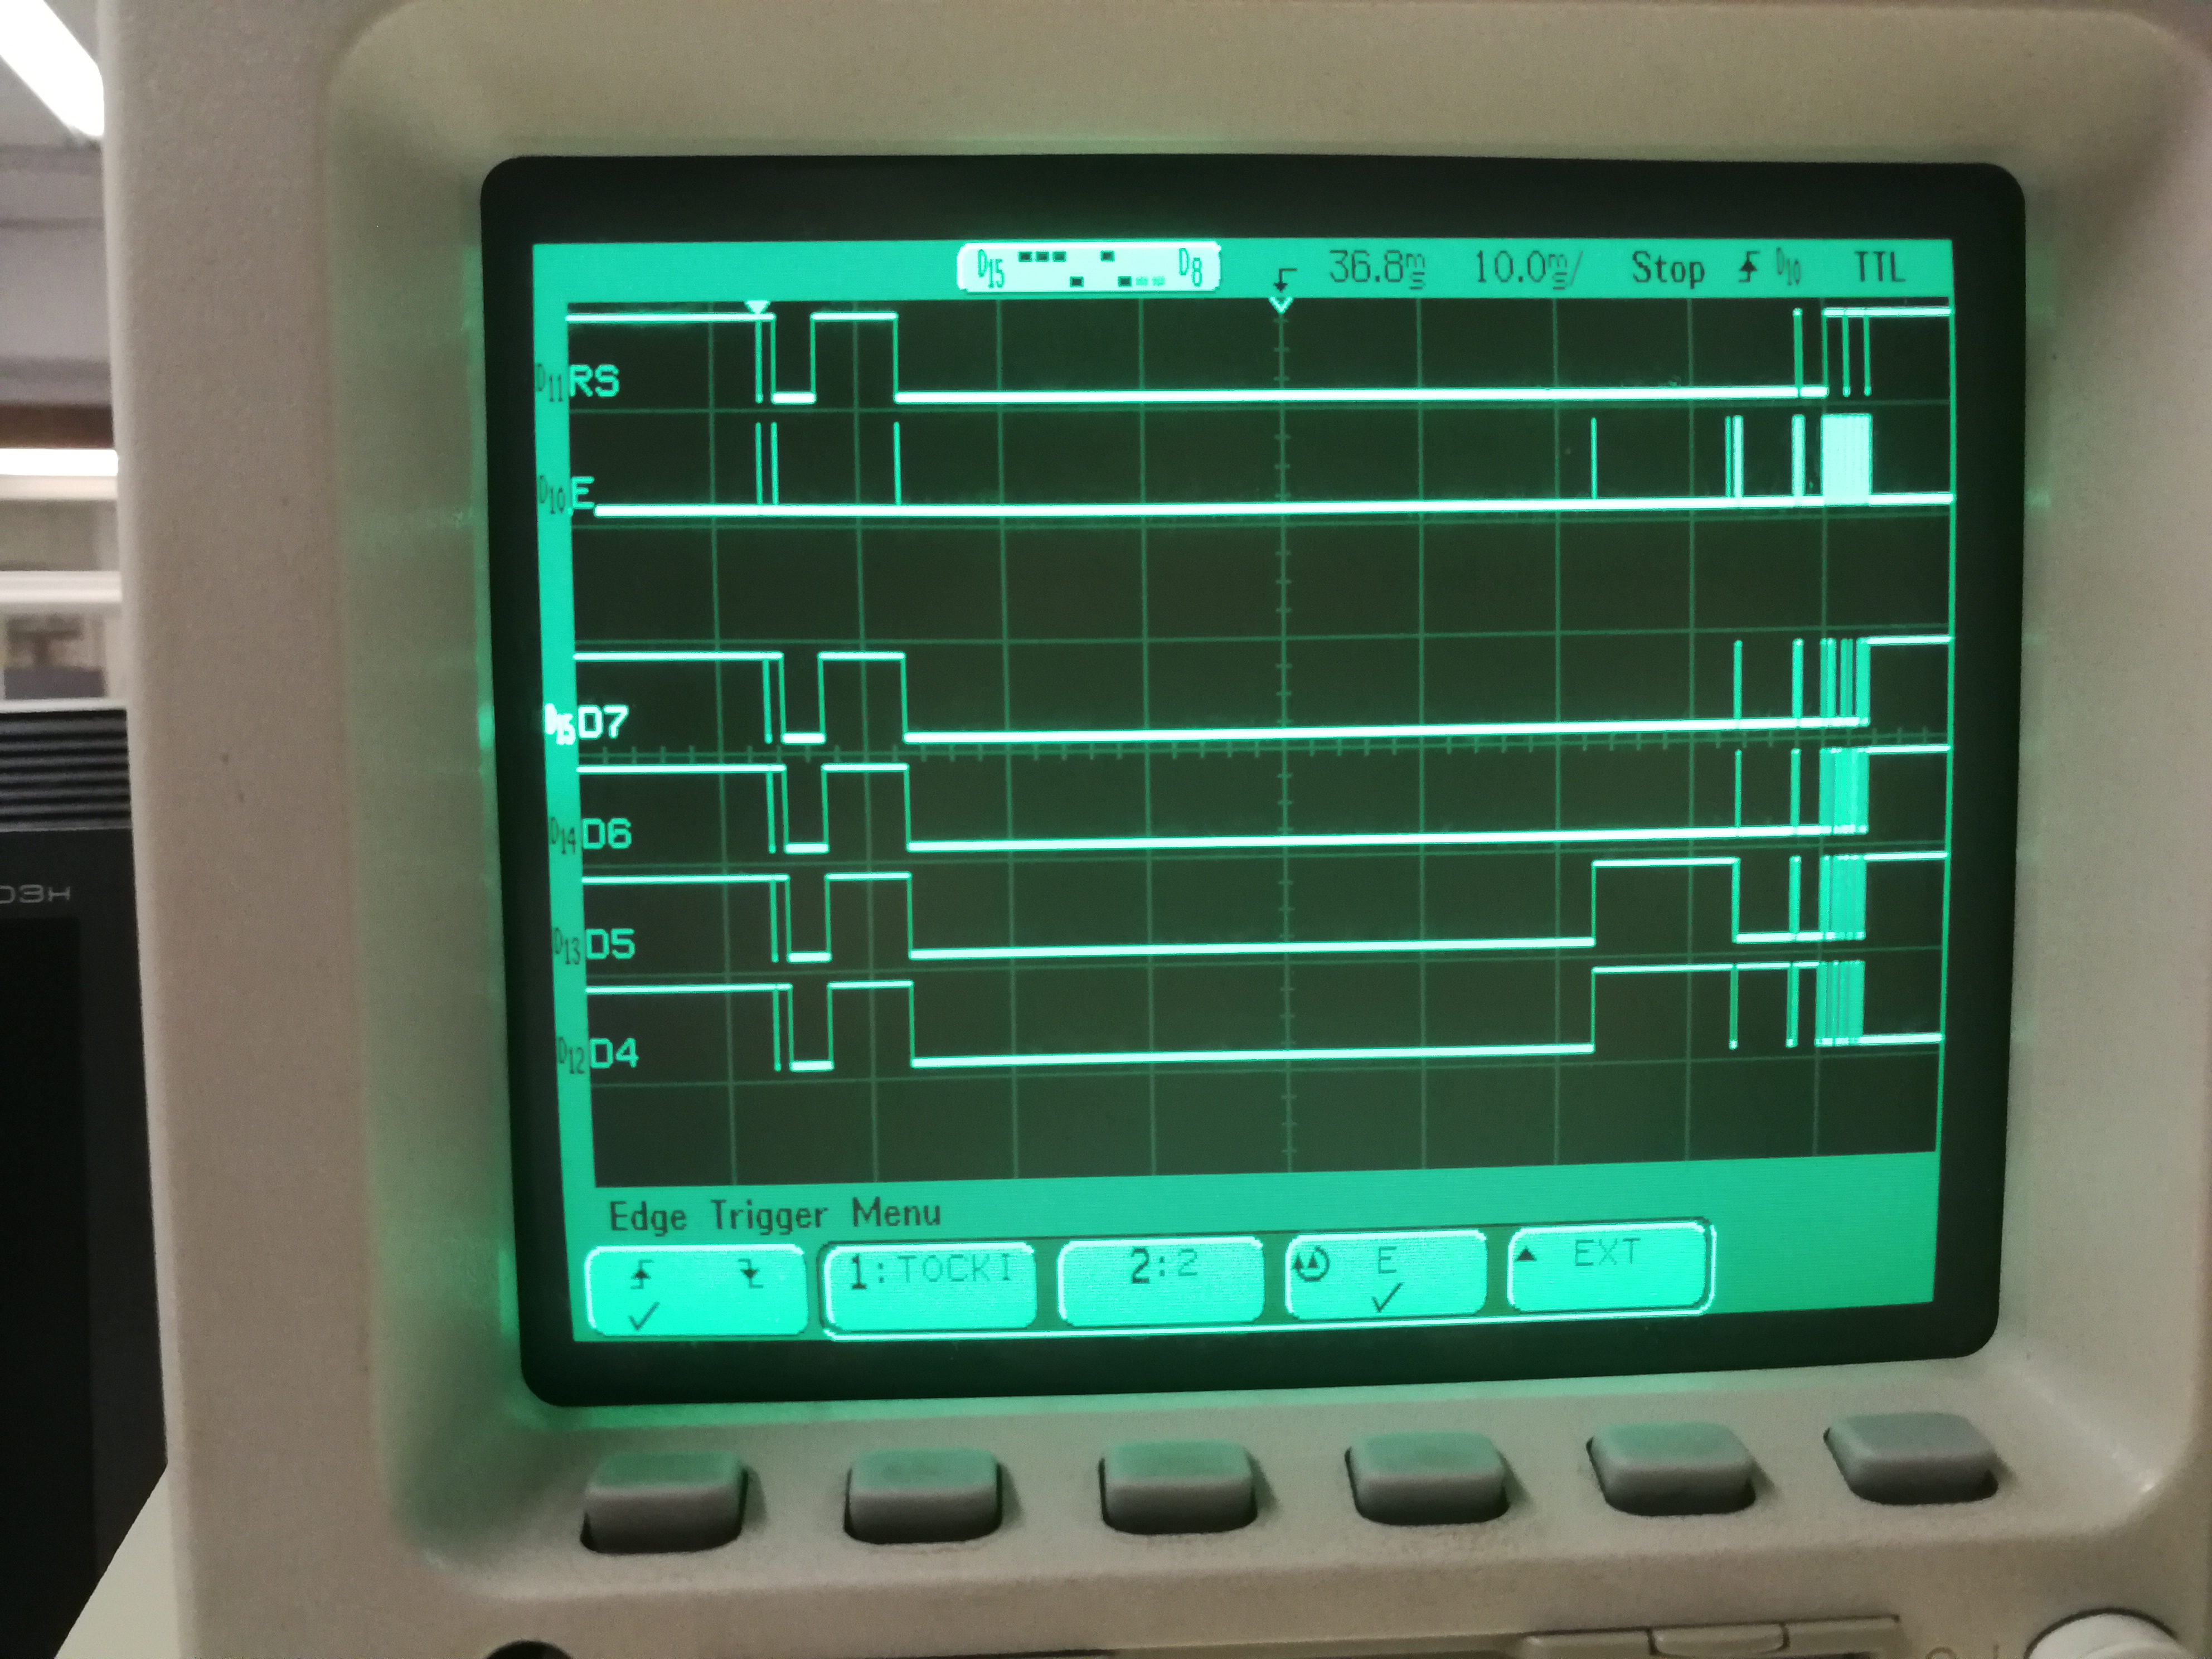 D15 D8 36.8ms 10.0ms/ Stop D10 TTL
D11 RS
D10 E
D15 D7
D14 D6
D3H
D13 D5
D12 D4
Edge Trigger Menu
1:TOCKI 2:2 E EXT